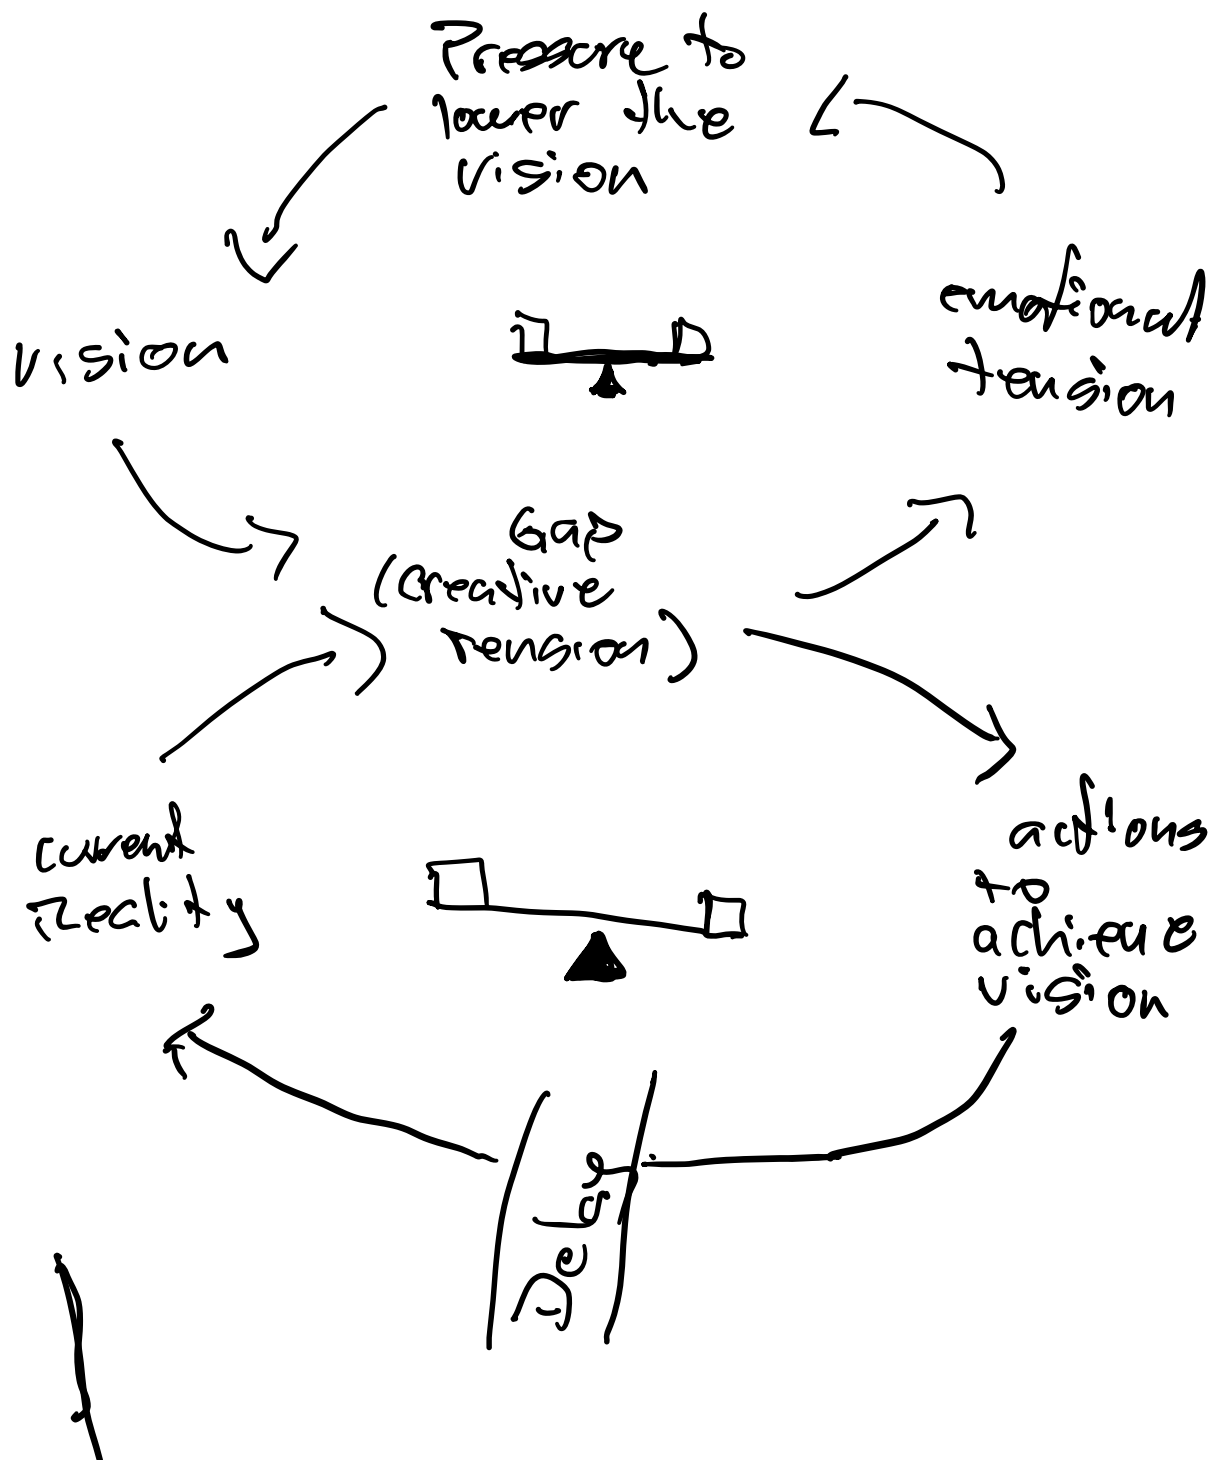 Pressure to
lower the
vision
vision
emotional
tension
Gap
(creative
Tension)
current
Reality
actions
to
achieve
vision
Delay